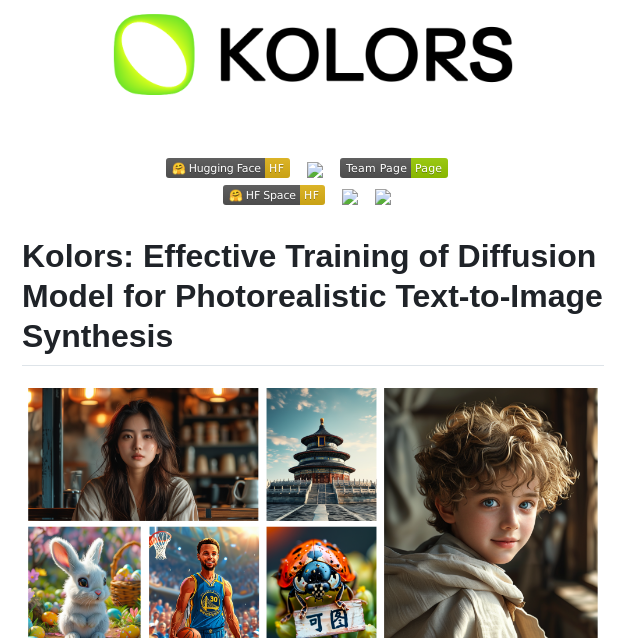 KOLORS
🤗 Hugging Face HF
Team Page Page
🤗 HF Space HF
Kolors: Effective Training of Diffusion
Model for Photorealistic Text-to-Image
Synthesis
30
可图